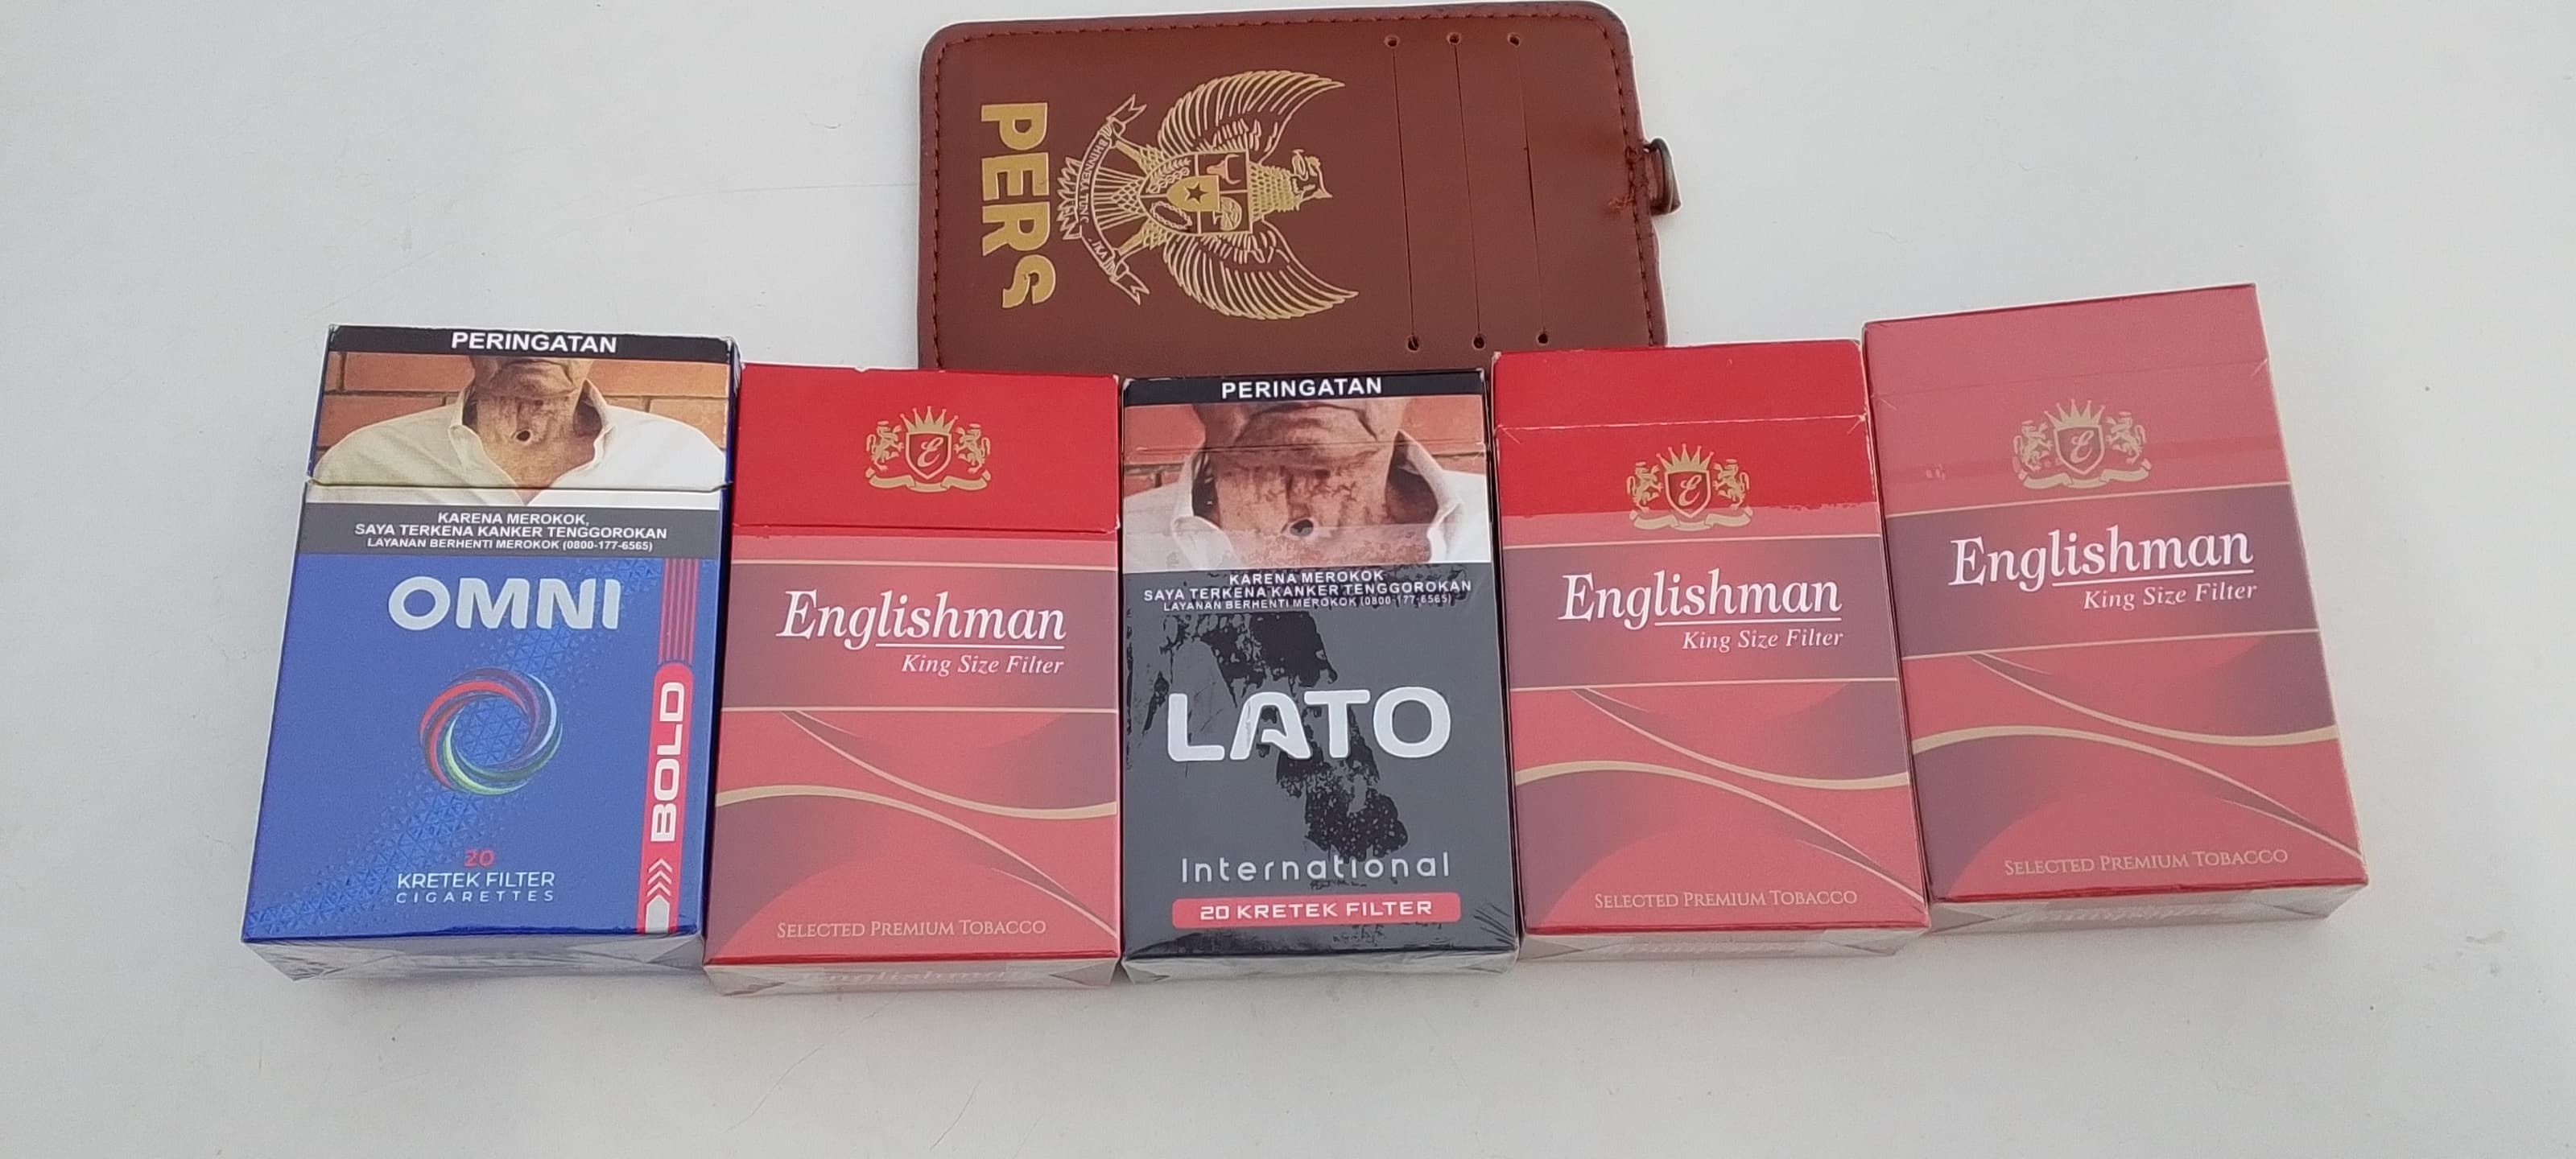 PERS
BHINNEKA TUNGGAL IKA
PERINGATAN
KARENA MEROKOK,
SAYA TERKENA KANKER TENGGOROKAN
LAYANAN BERHENTI MEROKOK (0800-177-6565)
OMNI
BOLD
20
KRETEK FILTER
CIGARETTES
E
Englishman
King Size Filter
SELECTED PREMIUM TOBACCO
PERINGATAN
KARENA MEROKOK
SAYA TERKENA KANKER TENGGOROKAN
LAYANAN BERHENTI MEROKOK (0800-177-6565)
LATO
International
20 KRETEK FILTER
E
Englishman
King Size Filter
SELECTED PREMIUM TOBACCO
E
Englishman
King Size Filter
SELECTED PREMIUM TOBACCO